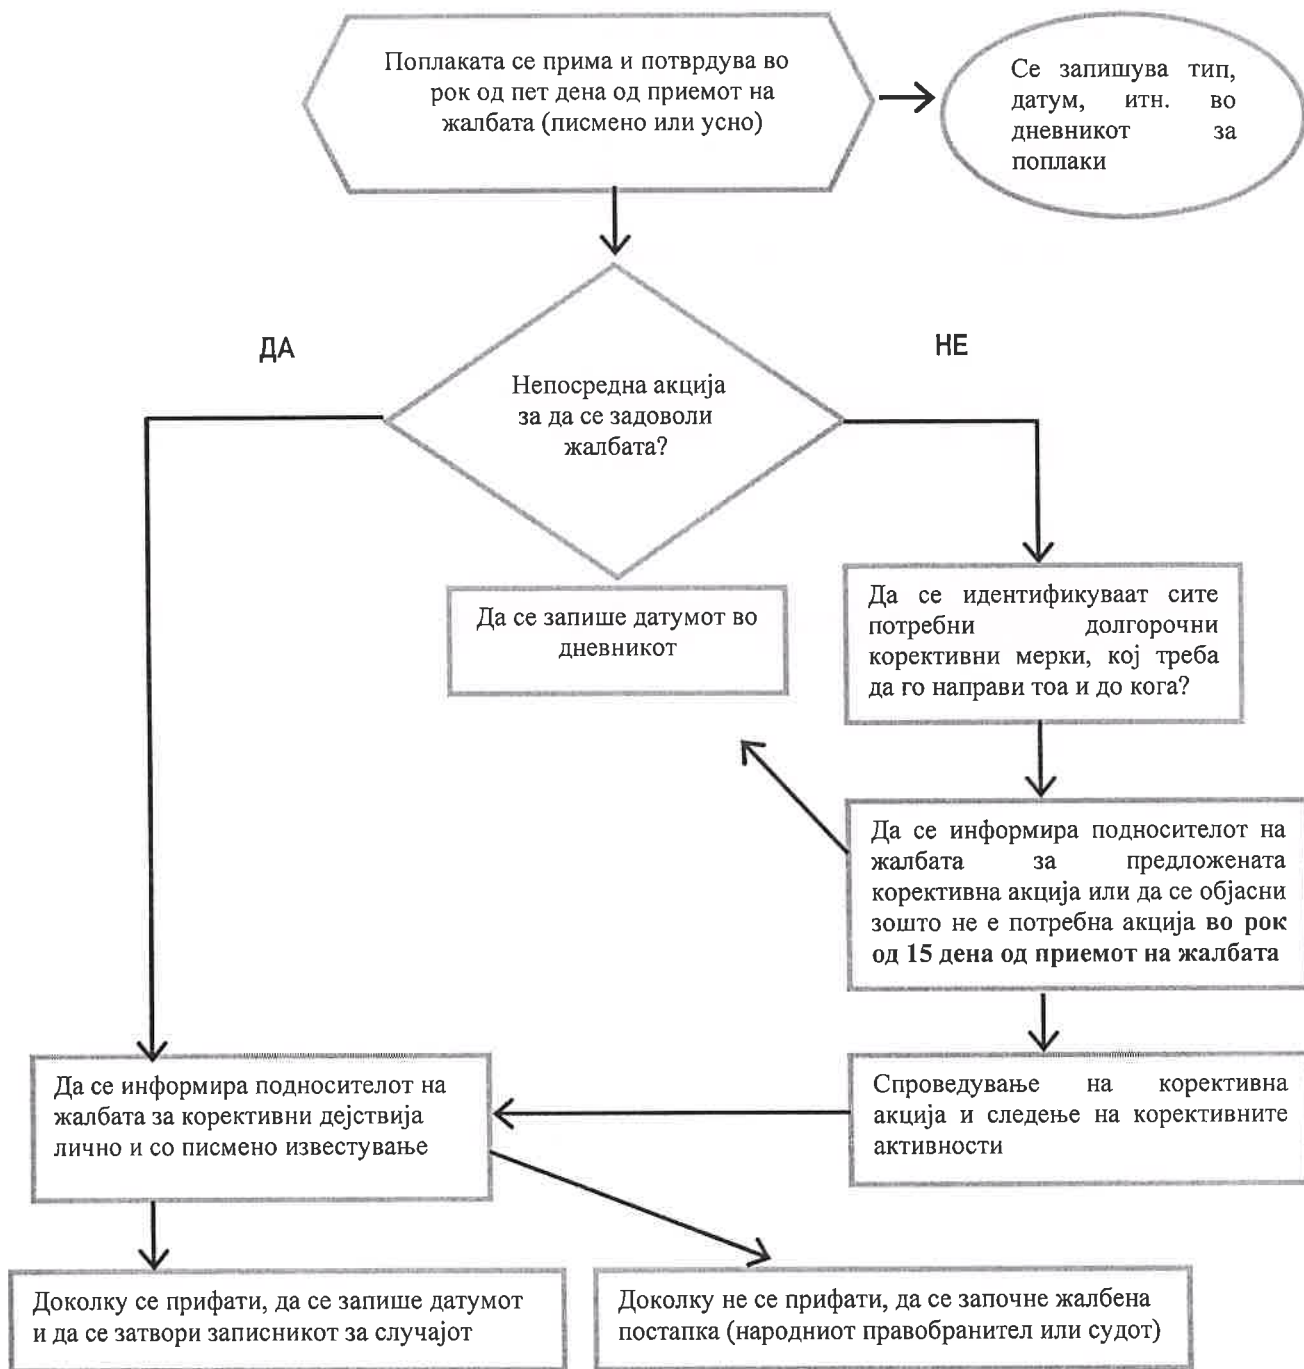 Поплаката се прима и потврдува во
рок од пет дена од приемот на
жалбата (писмено или усно)
Се запишува тип,
датум, итн. во
дневникот за
поплаки
ДА
НЕ
Непосредна акција
за да се задоволи
жалбата?
Да се запише датумот во
дневникот
Да се идентификуваат сите
потребни долгорочни
корективни мерки, кој треба
да го направи тоа и до кога?
Да се информира подносителот на
жалбата за предложената
корективна акција или да се објасни
зошто не е потребна акција во рок
од 15 дена од приемот на жалбата
Да се информира подносителот на
жалбата за корективни дејствија
лично и со писмено известување
Спроведување на корективна
акција и следење на корективните
активности
Доколку се прифати, да се запише датумот
и да се затвори записникот за случајот
Доколку не се прифати, да се започне жалбена
постапка (народниот правобранител или судот)